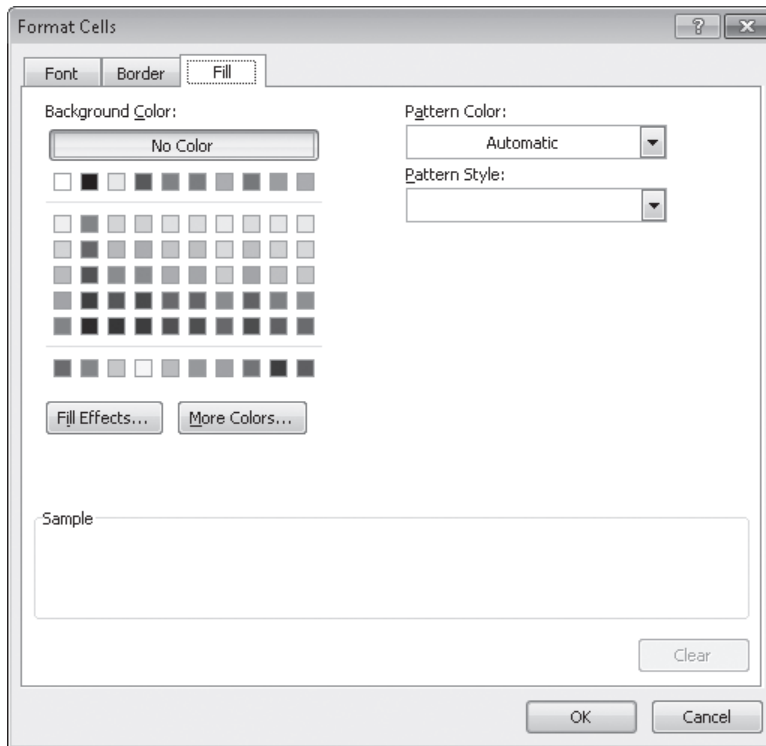 Format Cells
?
Font Border Fill
Background Color:
No Color
Pattern Color:
Automatic
Pattern Style:
Fill Effects... More Colors...
Sample
Clear
OK Cancel